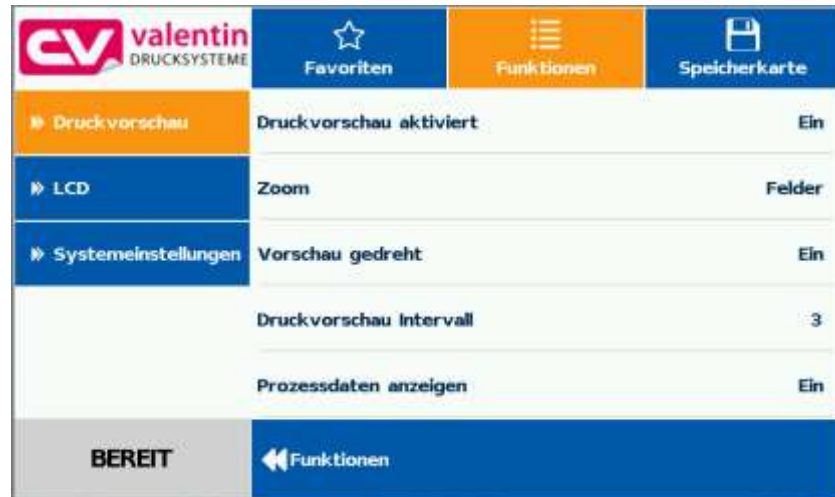 cv valentin
DRUCKSYSTEME
Favoriten
Funktionen
Speicherkarte
Druckvorschau
Druckvorschau aktiviert Ein
LCD
Zoom Felder
Systemeinstellungen
Vorschau gedreht Ein
Druckvorschau Intervall 3
Prozessdaten anzeigen Ein
BEREIT
Funktionen